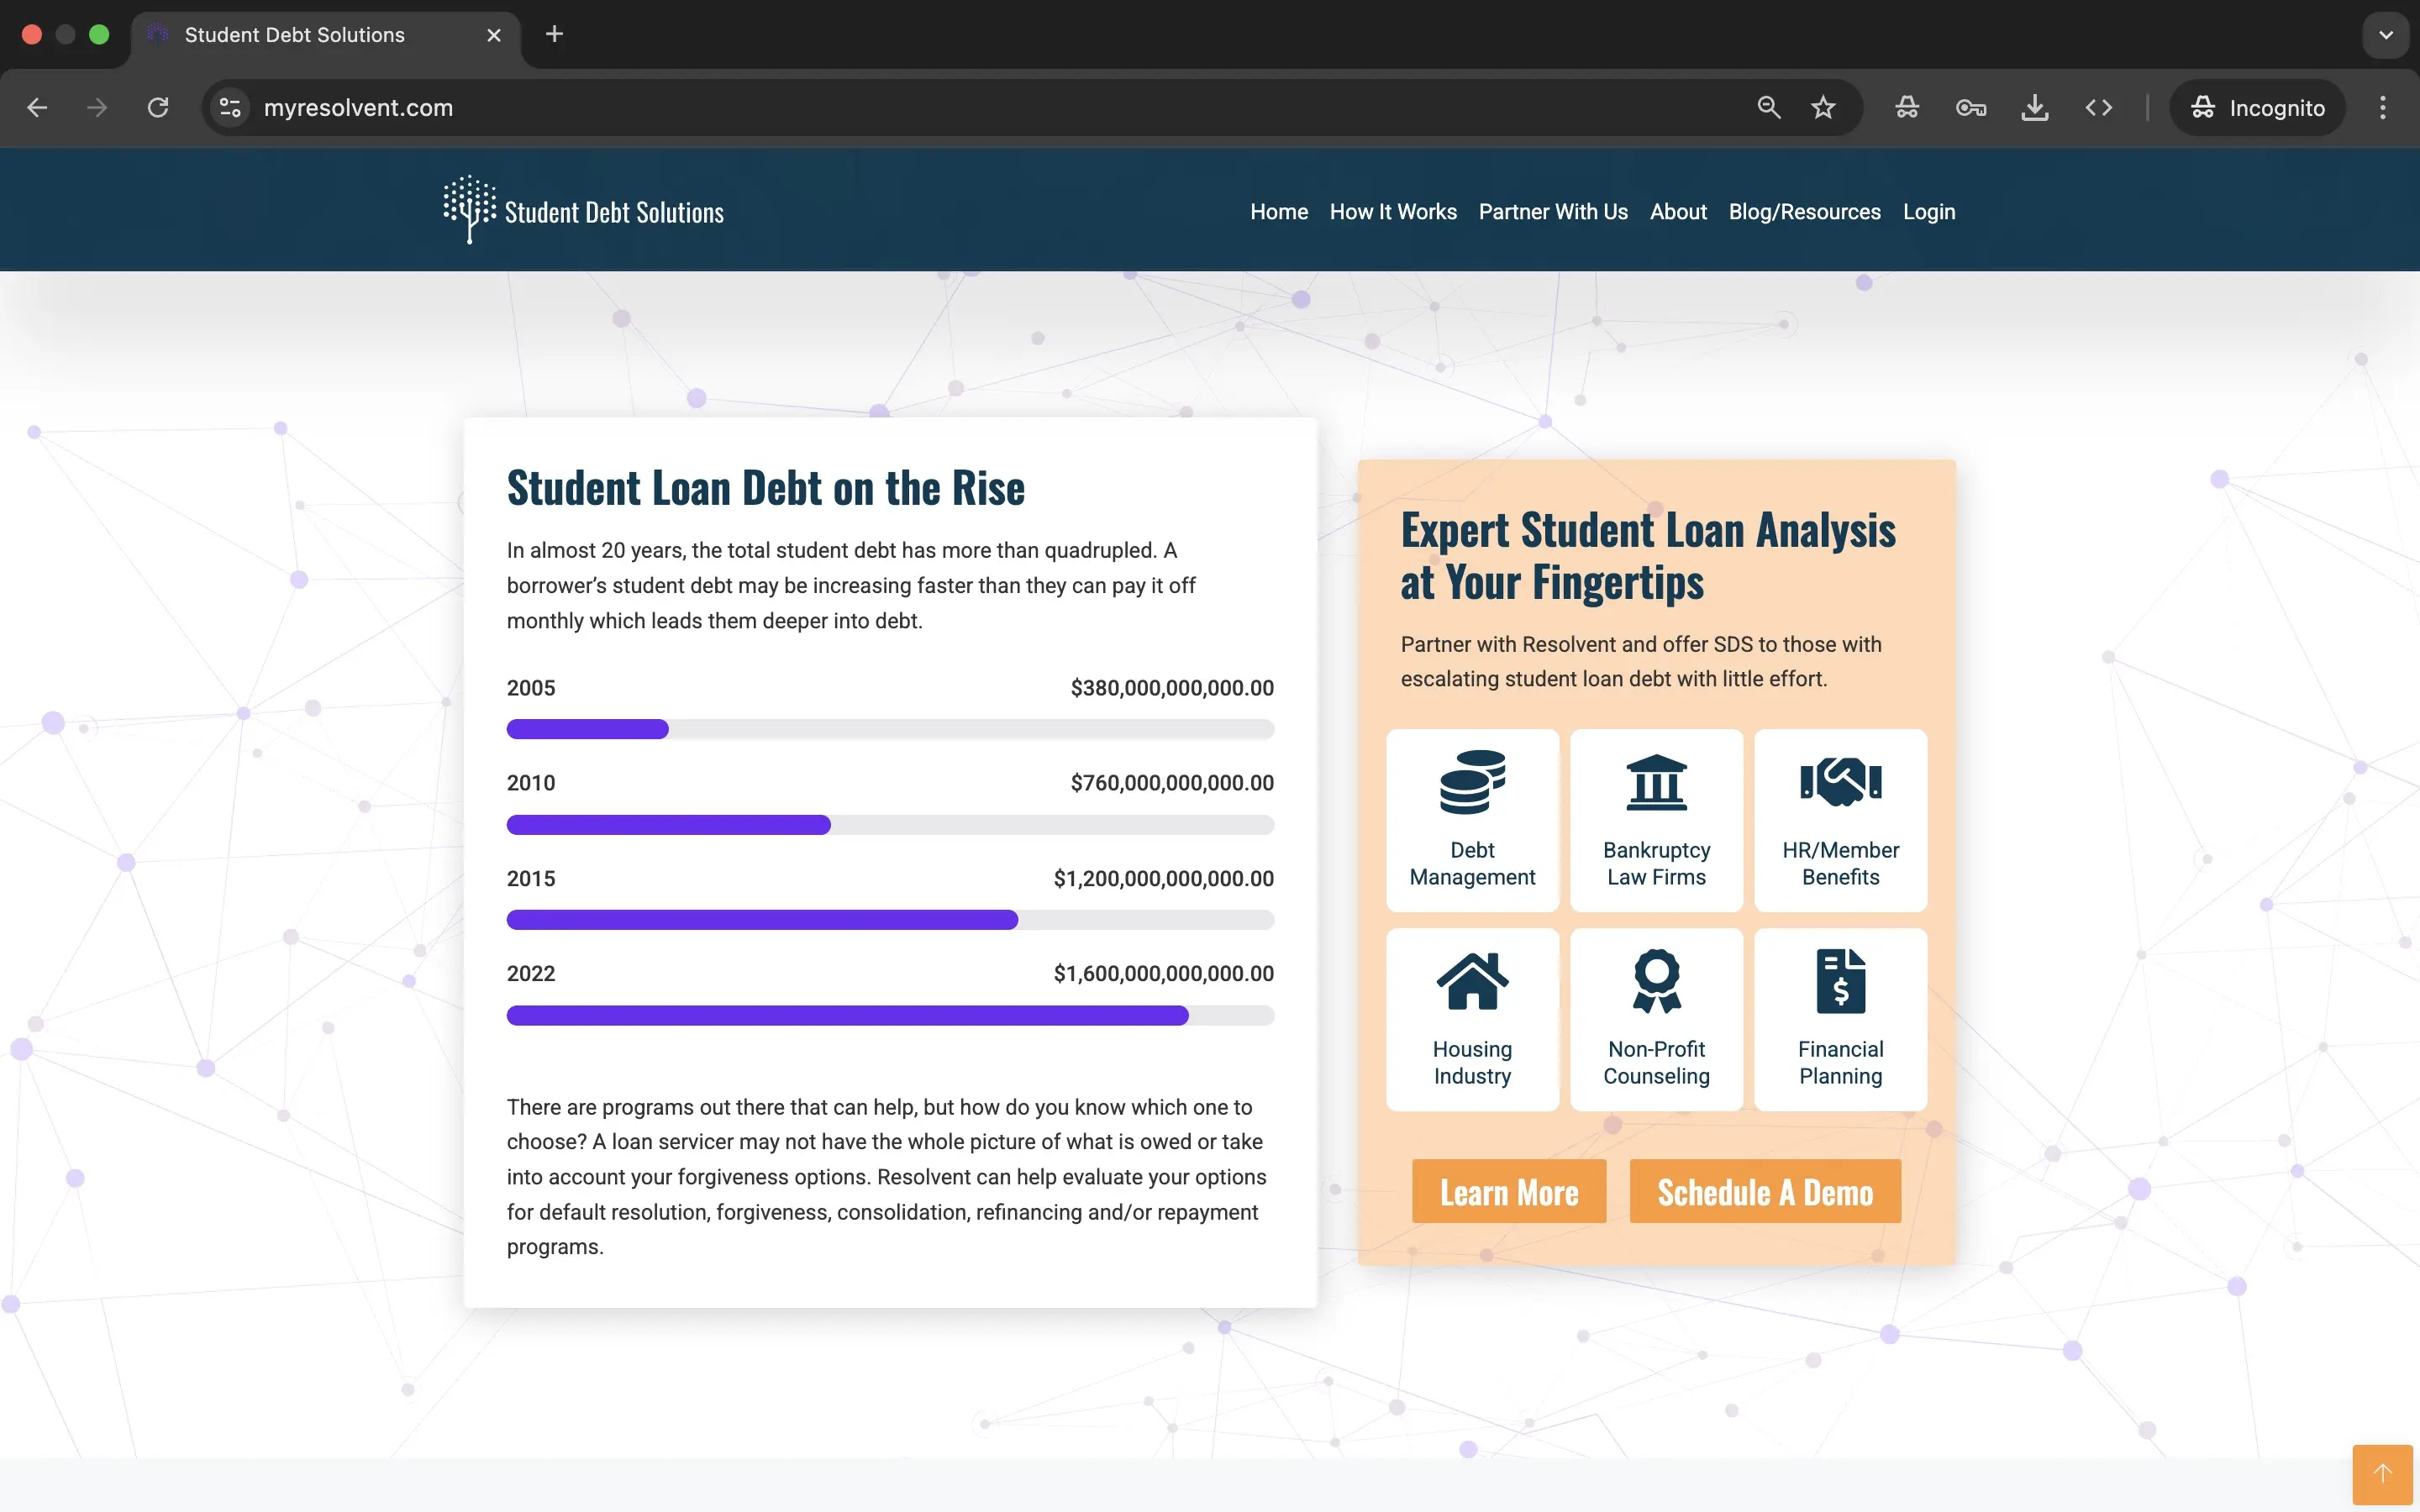 Student Debt Solutions
myresolvent.com
Incognito
Student Debt Solutions
Home How It Works Partner With Us About Blog/Resources Login
Student Loan Debt on the Rise
In almost 20 years, the total student debt has more than quadrupled. A
borrower’s student debt may be increasing faster than they can pay it off
monthly which leads them deeper into debt.
2005 $380,000,000,000.00
2010 $760,000,000,000.00
2015 $1,200,000,000,000.00
2022 $1,600,000,000,000.00
There are programs out there that can help, but how do you know which one to
choose? A loan servicer may not have the whole picture of what is owed or take
into account your forgiveness options. Resolvent can help evaluate your options
for default resolution, forgiveness, consolidation, refinancing and/or repayment
programs.
Expert Student Loan Analysis
at Your Fingertips
Partner with Resolvent and offer SDS to those with
escalating student loan debt with little effort.
Debt
Management
Bankruptcy
Law Firms
HR/Member
Benefits
Housing
Industry
Non-Profit
Counseling
$
Financial
Planning
Learn More
Schedule A Demo